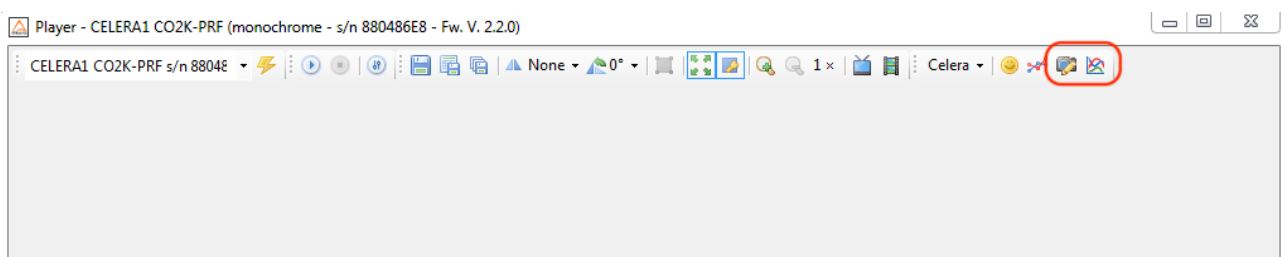 Player - CELERA1 CO2K-PRF (monochrome - s/n 880486E8 - Fw. V. 2.2.0)
CELERA1 CO2K-PRF s/n 88048 None 0° 1 × Celera